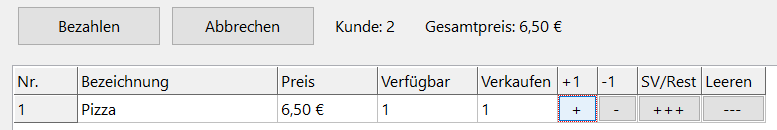 Bezahlen Abbrechen Kunde: 2 Gesamtpreis: 6,50 €
Nr. Bezeichnung Preis Verfügbar Verkaufen +1 -1 SV/Rest Leeren
1 Pizza 6,50 € 1 1 + - +++ ---